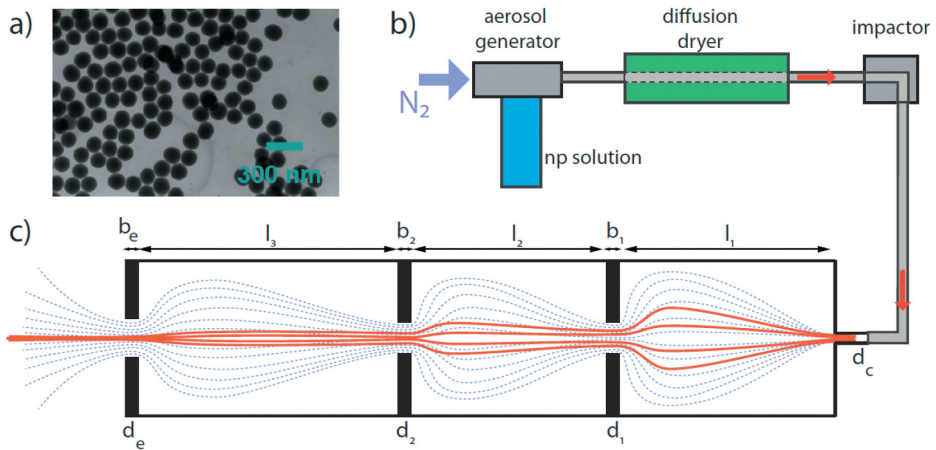 a)
300 nm
b)
aerosol
generator
diffusion
dryer
impactor
N₂
np solution
c)
bₑ
l₃
b₂
l₂
b₁
l₁
d_c
dₑ
d₂
d₁